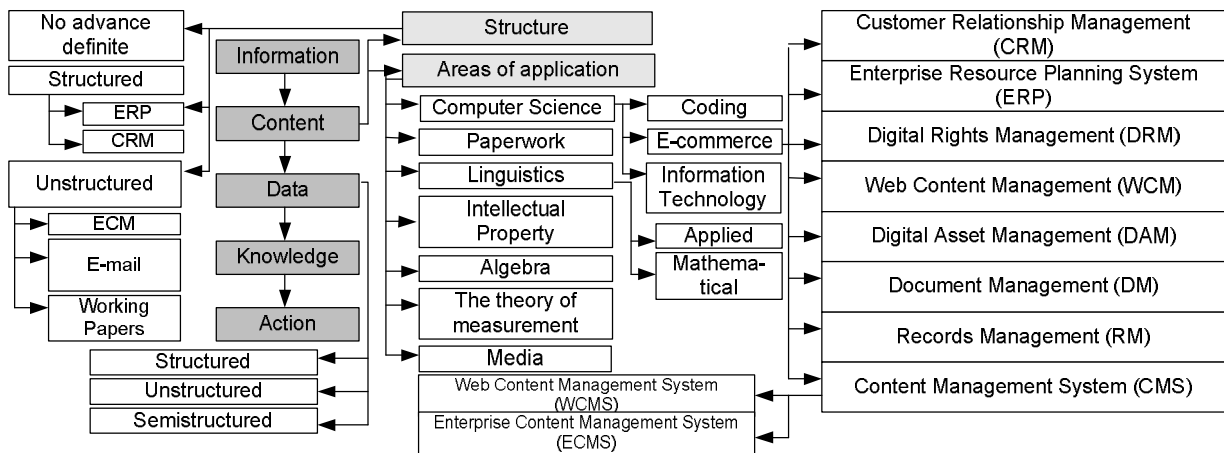 No advance
definite
Structured
ERP
CRM
Unstructured
ECM
E-mail
Working
Papers
Information
Content
Data
Knowledge
Action
Structured
Unstructured
Semistructured
Structure
Areas of application
Computer Science
Paperwork
Linguistics
Intellectual
Property
Algebra
The theory of
measurement
Media
Coding
E-commerce
Information
Technology
Applied
Mathema-
tical
Web Content Management System
(WCMS)
Enterprise Content Management System
(ECMS)
Customer Relationship Management
(CRM)
Enterprise Resource Planning System
(ERP)
Digital Rights Management (DRM)
Web Content Management (WCM)
Digital Asset Management (DAM)
Document Management (DM)
Records Management (RM)
Content Management System (CMS)